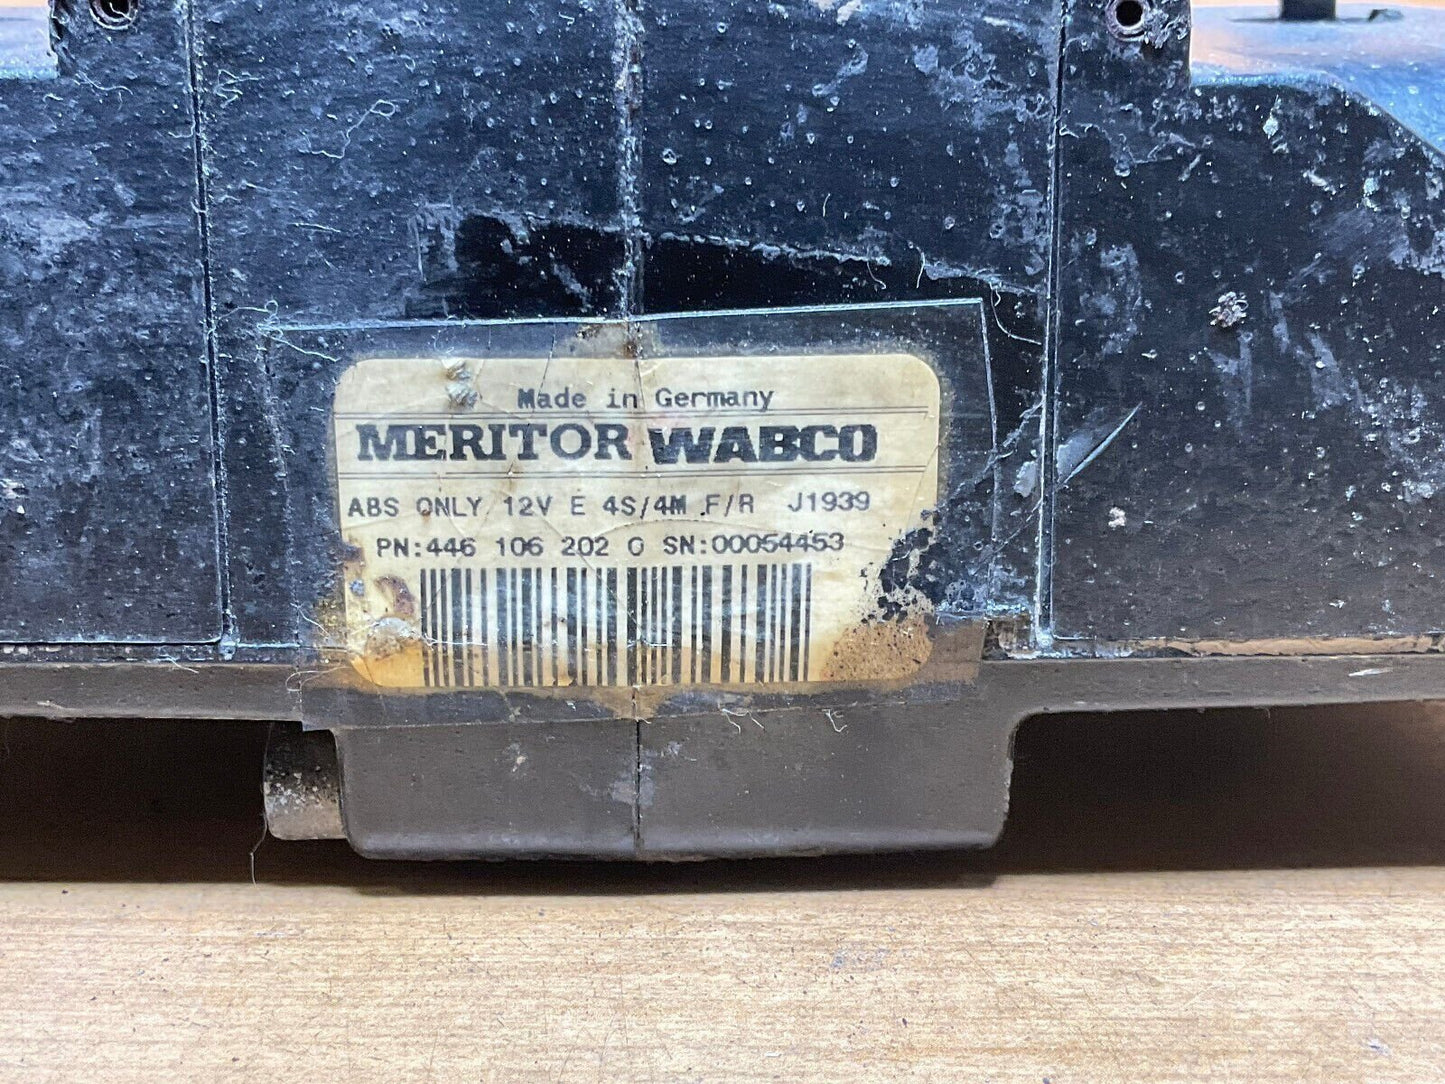 Made in Germany
MERITOR WABCO
ABS ONLY 12V E 4S/4M F/R J1939
PN:446 106 202 0 SN:00054453